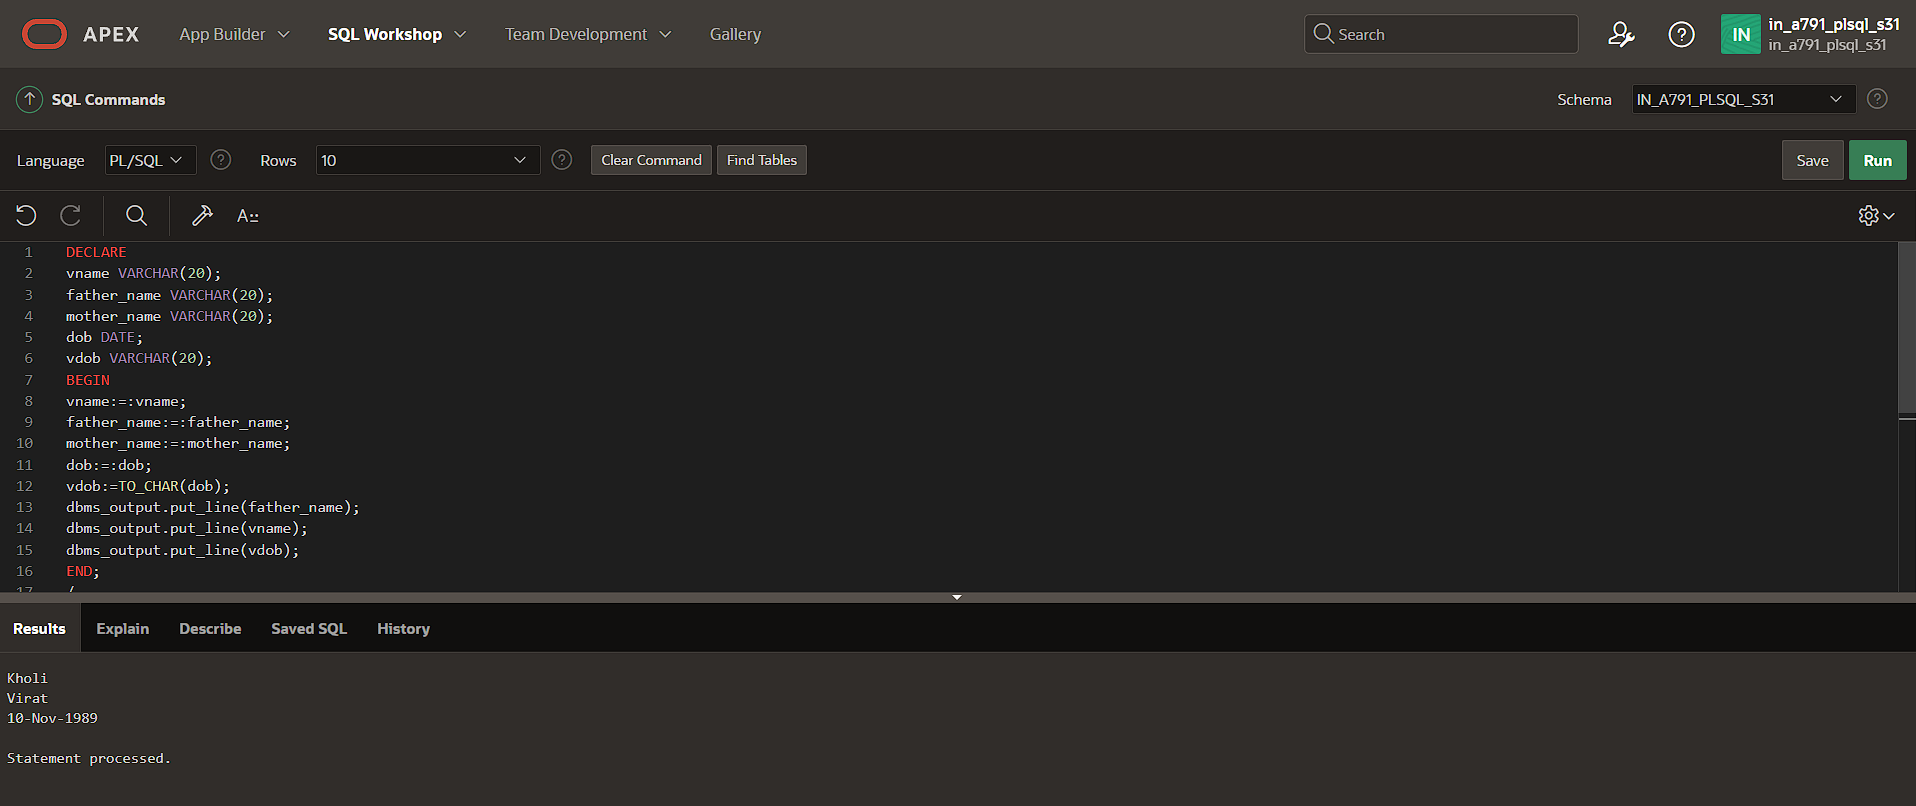 APEX App Builder SQL Workshop Team Development Gallery Search IN in_a791_plsql_s31
in_a791_plsql_s31
SQL Commands Schema IN_A791_PLSQL_S31
Language PL/SQL Rows 10 Clear Command Find Tables Save Run
A::
1 DECLARE
2 vname VARCHAR(20);
3 father_name VARCHAR(20);
4 mother_name VARCHAR(20);
5 dob DATE;
6 vdob VARCHAR(20);
7 BEGIN
8 vname:=:vname;
9 father_name:=:father_name;
10 mother_name:=:mother_name;
11 dob:=:dob;
12 vdob:=TO_CHAR(dob);
13 dbms_output.put_line(father_name);
14 dbms_output.put_line(vname);
15 dbms_output.put_line(vdob);
16 END;
17 /
Results Explain Describe Saved SQL History
Kholi
Virat
10-Nov-1989
Statement processed.